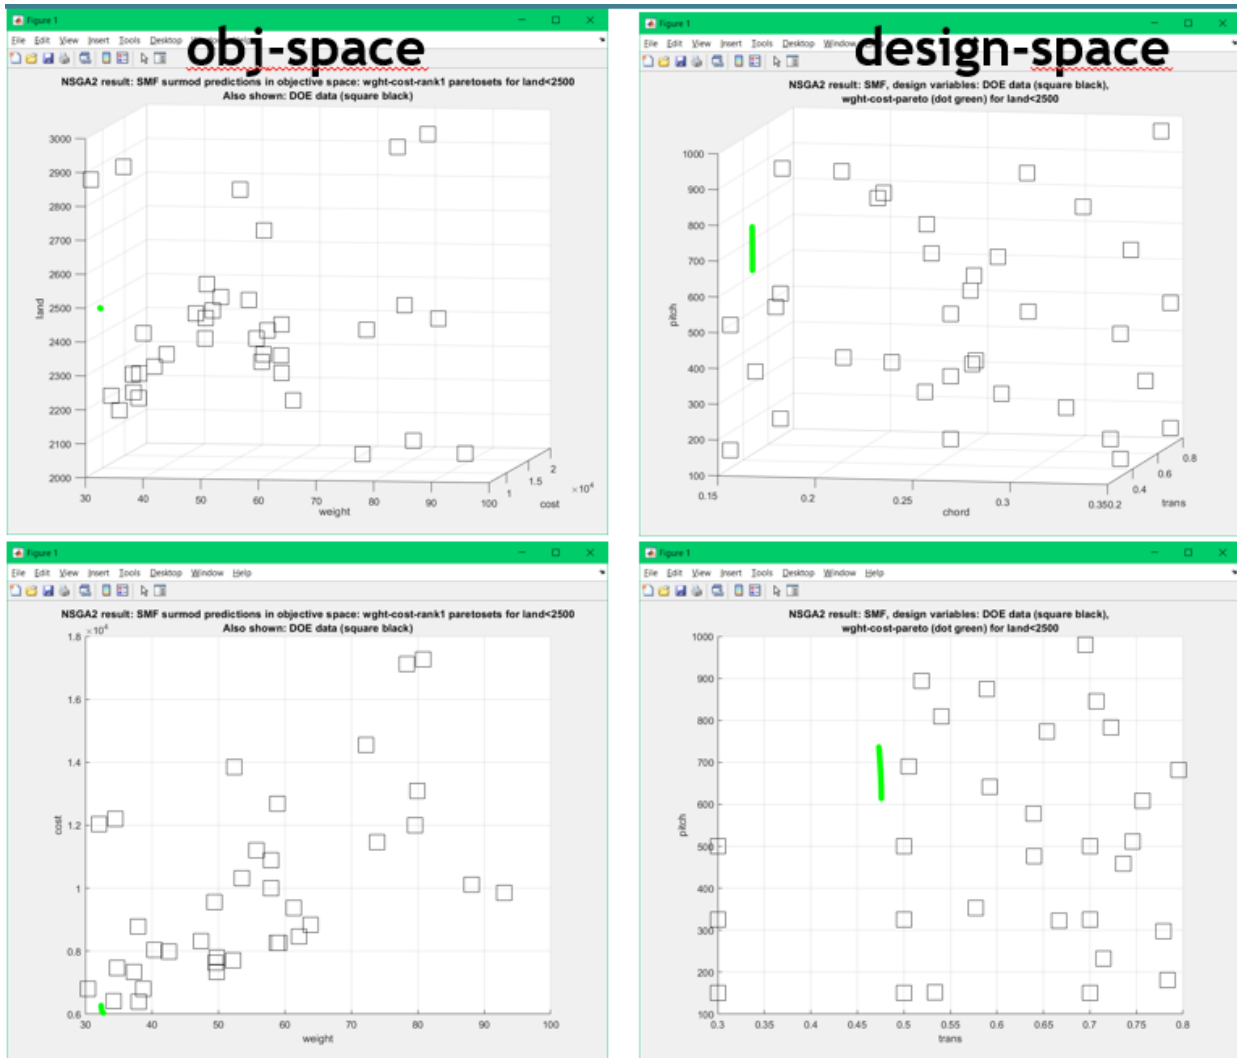 Figure 1
File Edit View Insert Tools Desktop Window Help
obj-space
NSGA2 result: SMF surmod predictions in objective space: wght-cost-rank1 paretosets for land<2500
Also shown: DOE data (square black)
3000
2900
2800
2700
2600
2500
2400
2300
2200
2100
2000
land
30 40 50 60 70 80 90 100
weight
1 1.5 2
×10⁴
cost
Figure 1
File Edit View Insert Tools Desktop
design-space
NSGA2 result: SMF, design variables: DOE data (square black),
wght-cost-pareto (dot green) for land<2500
1000
900
800
700
600
500
400
300
200
100
pitch
0.15 0.2 0.25 0.3 0.35
chord
0.2 0.4 0.6 0.8
trans
Figure 1
File Edit View Insert Tools Desktop Window Help
NSGA2 result: SMF surmod predictions in objective space: wght-cost-rank1 paretosets for land<2500
Also shown: DOE data (square black)
×10⁴
1.8
1.6
1.4
1.2
1
0.8
0.6
cost
30 40 50 60 70 80 90 100
weight
Figure 1
File Edit View Insert Tools Desktop Window Help
NSGA2 result: SMF, design variables: DOE data (square black),
wght-cost-pareto (dot green) for land<2500
1000
900
800
700
600
500
400
300
200
100
pitch
0.3 0.35 0.4 0.45 0.5 0.55 0.6 0.65 0.7 0.75 0.8
trans